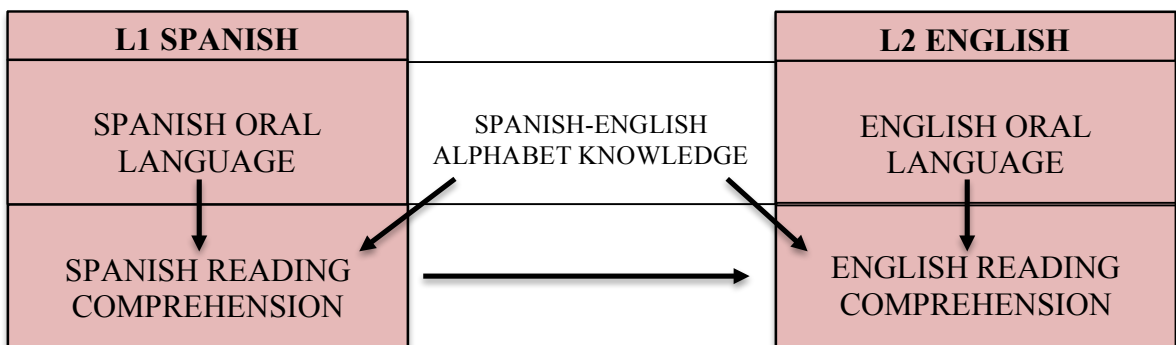 L1 SPANISH
L2 ENGLISH
SPANISH ORAL
LANGUAGE
SPANISH-ENGLISH
ALPHABET KNOWLEDGE
ENGLISH ORAL
LANGUAGE
SPANISH READING
COMPREHENSION
ENGLISH READING
COMPREHENSION